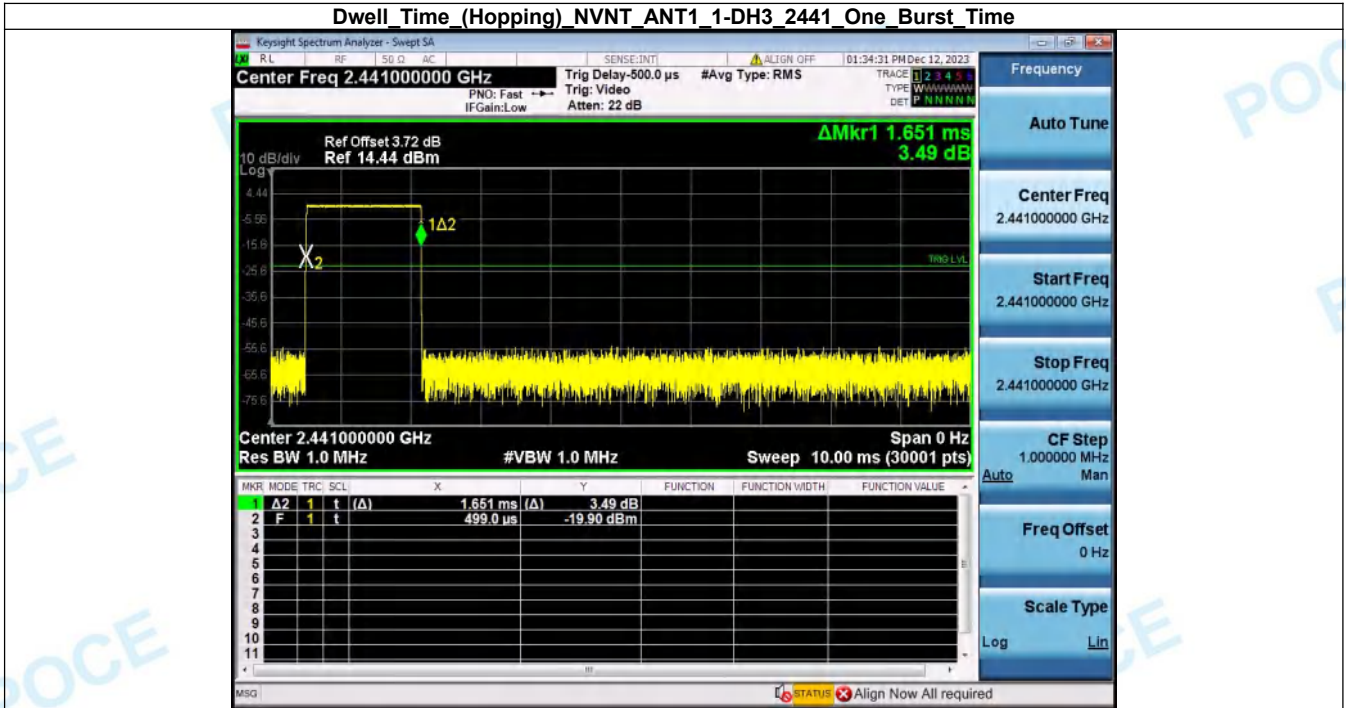 Dwell_Time_(Hopping)_NVNT_ANT1_1-DH3_2441_One_Burst_Time
Keysight Spectrum Analyzer - Swept SA
RL RF 50 Ω AC SENSE:INT ALIGN OFF 01:34:31 PM Dec 12, 2023
Center Freq 2.441000000 GHz Trig Delay-500.0 µs #Avg Type: RMS TRACE 1 2 3 4 5 6
PNO: Fast Trig: Video TYPE WWWWWW
IFGain:Low Atten: 22 dB DET P N N N N N
ΔMkr1 1.651 ms
3.49 dB
Ref Offset 3.72 dB
10 dB/div Ref 14.44 dBm
Log
4.44
-5.56
1Δ2
-15.6
2
TRIG LVL
-25.6
-35.6
-45.6
-55.6
-65.6
-75.6
Center 2.441000000 GHz Span 0 Hz
Res BW 1.0 MHz #VBW 1.0 MHz Sweep 10.00 ms (30001 pts)
MKR MODE TRC SCL X Y FUNCTION FUNCTION WIDTH FUNCTION VALUE
1 Δ2 1 t (Δ) 1.651 ms (Δ) 3.49 dB
2 F 1 t 499.0 µs -19.90 dBm
3
4
5
6
7
8
9
10
11
MSG STATUS Align Now All required
Frequency
Auto Tune
Center Freq
2.441000000 GHz
Start Freq
2.441000000 GHz
Stop Freq
2.441000000 GHz
CF Step
1.000000 MHz
Auto Man
Freq Offset
0 Hz
Scale Type
Log Lin
POCE